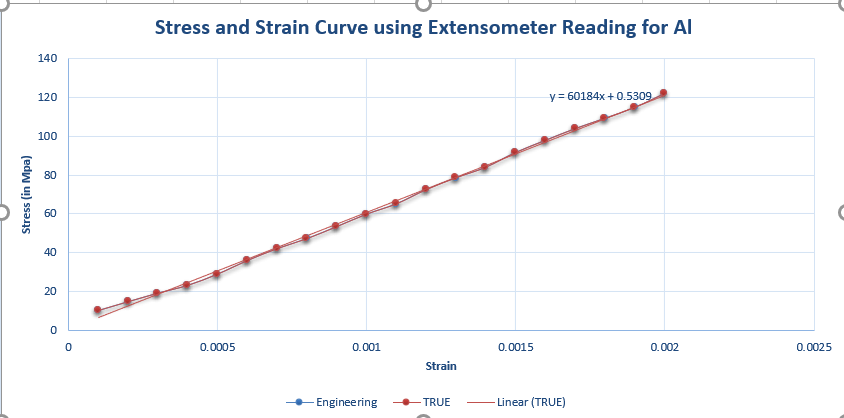 Stress and Strain Curve using Extensometer Reading for Al
140
120
100
80
60
40
20
0
y = 60184x + 0.5309
Stress (in Mpa)
0 0.0005 0.001 0.0015 0.002 0.0025
Strain
Engineering TRUE Linear (TRUE)